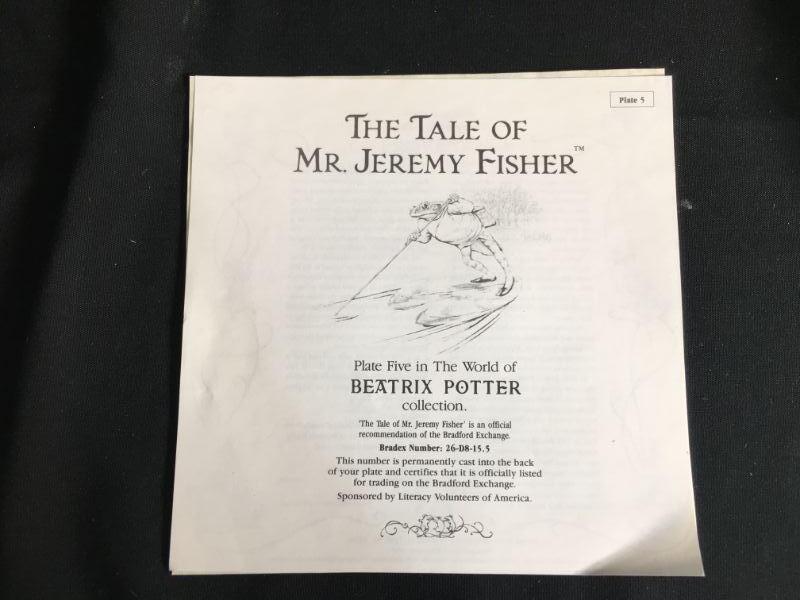 Plate 5
THE TALE OF
MR. JEREMY FISHER™
Plate Five in The World of
BEATRIX POTTER
collection.
'The Tale of Mr. Jeremy Fisher' is an official
recommendation of the Bradford Exchange.
Bradex Number: 26-D8-15.5
This number is permanently cast into the back
of your plate and certifies that it is officially listed
for trading on the Bradford Exchange.
Sponsored by Literacy Volunteers of America.